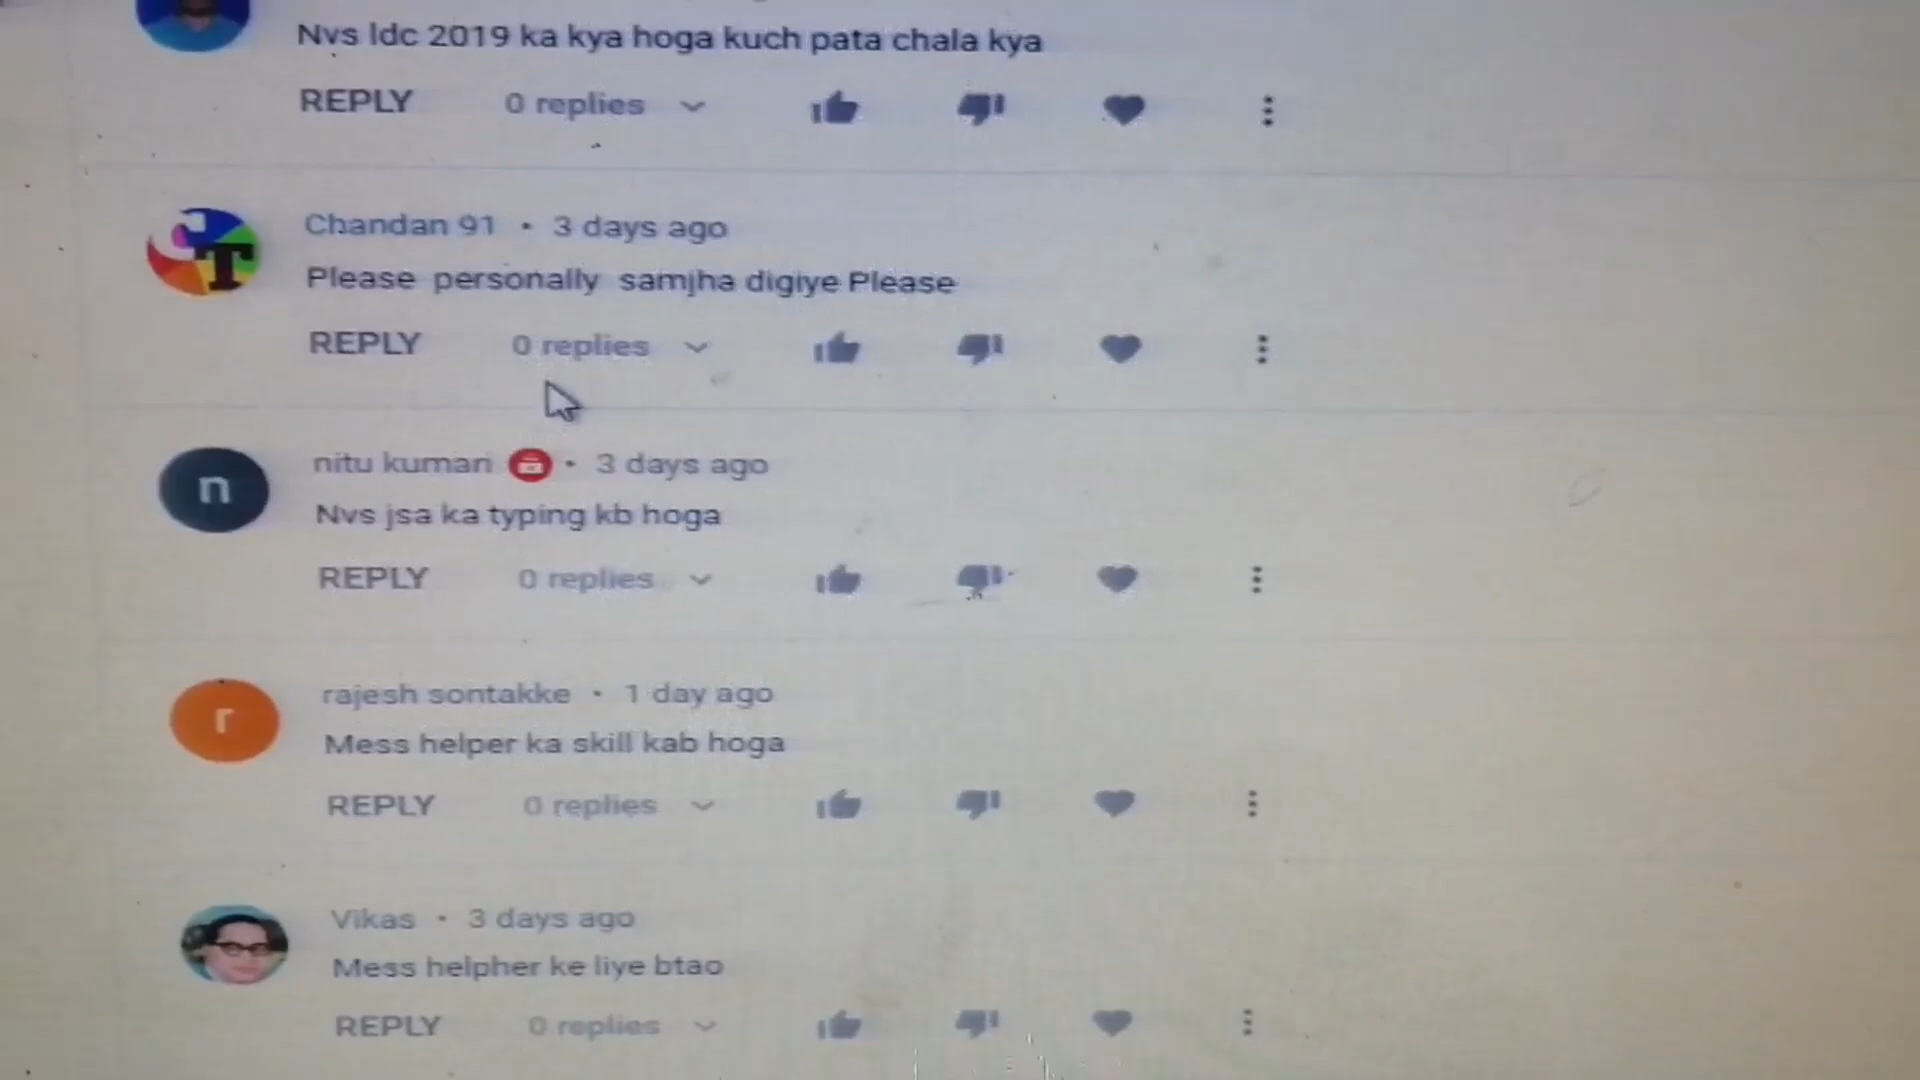 Nvs ldc 2019 ka kya hoga kuch pata chala kya
REPLY 0 replies
CT
Chandan 91 • 3 days ago
Please personally samjha digiye Please
REPLY 0 replies
n
nitu kumari • 3 days ago
Nvs jsa ka typing kb hoga
REPLY 0 replies
r
rajesh sontakke • 1 day ago
Mess helper ka skill kab hoga
REPLY 0 replies
Vikas • 3 days ago
Mess helpher ke liye btao
REPLY 0 replies